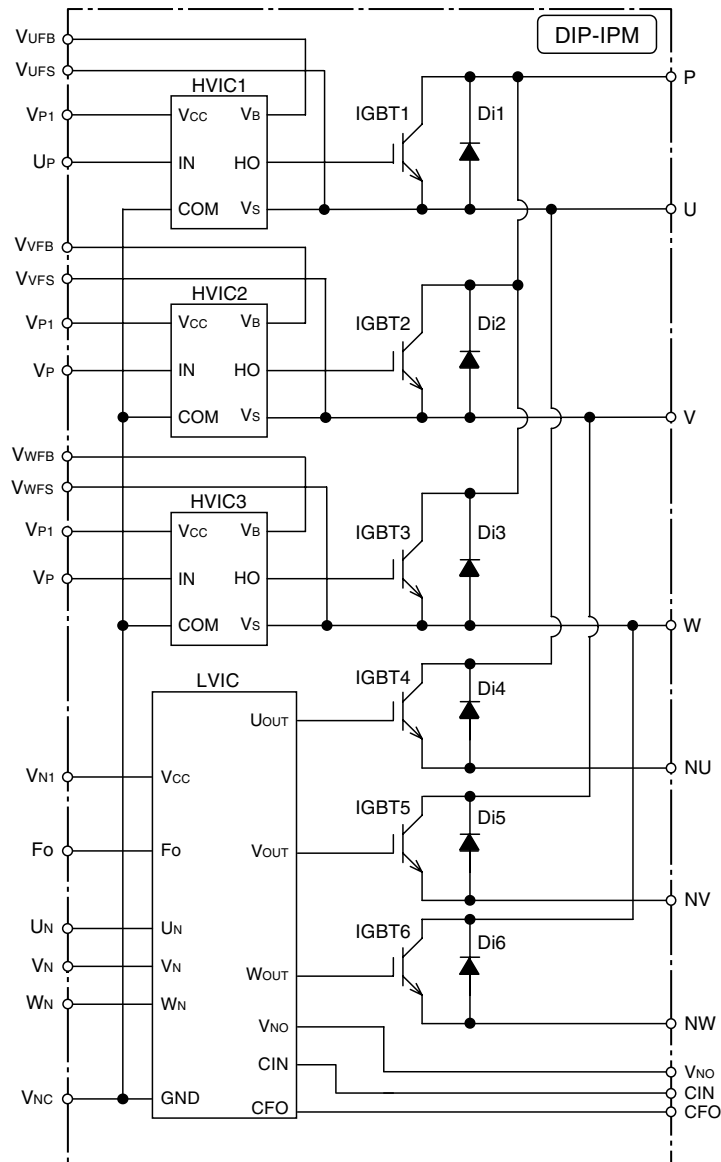 DIP-IPM
VUFB
VUFS
P
HVIC1
VP1
VCC
VB
IGBT1
Di1
UP
IN
HO
COM
VS
U
VVFB
VVFS
HVIC2
VP1
VCC
VB
IGBT2
Di2
VP
IN
HO
COM
VS
V
VWFB
VWFS
HVIC3
VP1
VCC
VB
IGBT3
Di3
VP
IN
HO
COM
VS
W
LVIC
IGBT4
Di4
UOUT
NU
VN1
VCC
IGBT5
Di5
FO
FO
VOUT
NV
UN
UN
IGBT6
Di6
VN
VN
WOUT
WN
WN
NW
VNO
VNO
CIN
CIN
VNC
GND
CFO
CFO